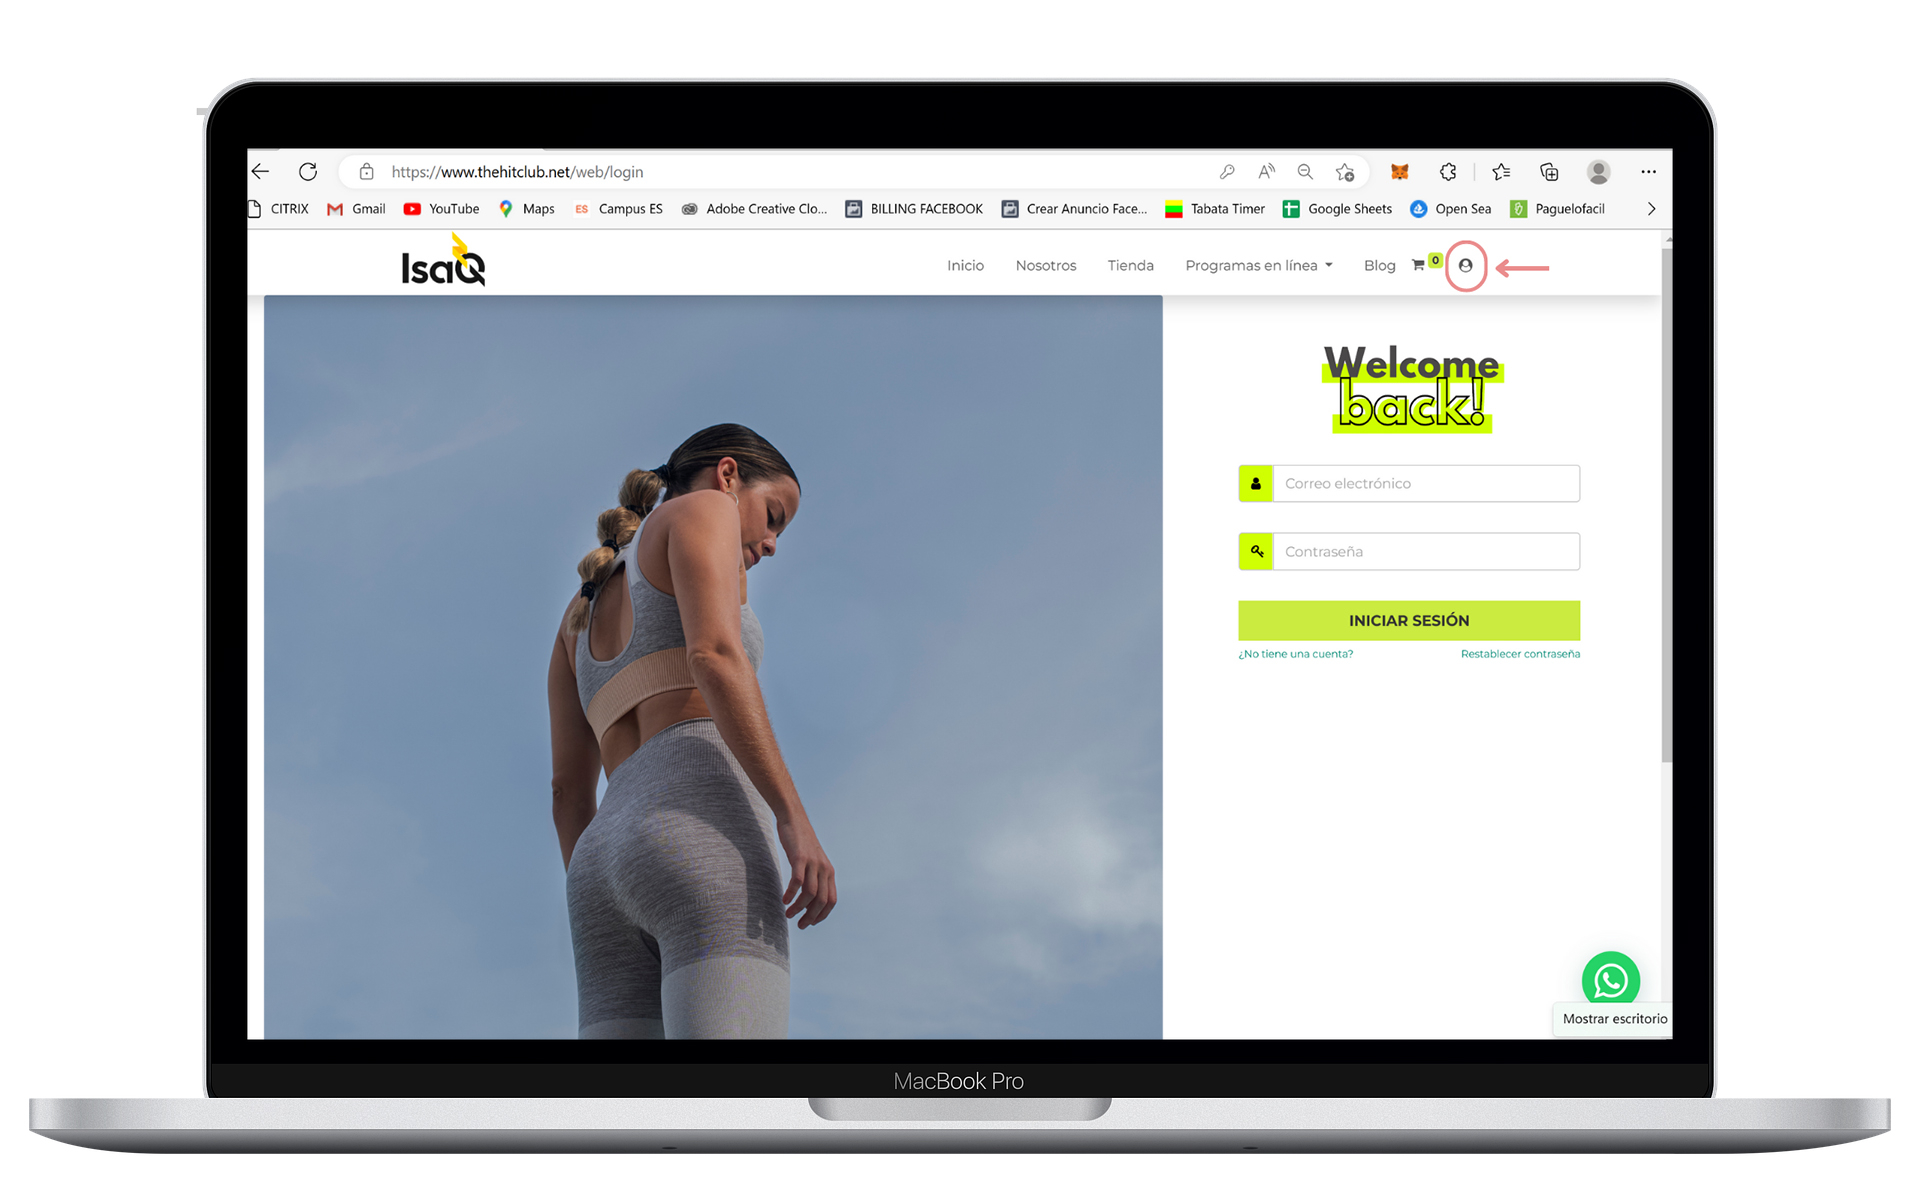 https://www.thehitclub.net/web/login
CITRIX Gmail YouTube Maps ES Campus ES Adobe Creative Clo... BILLING FACEBOOK Crear Anuncio Face... Tabata Timer Google Sheets Open Sea Paguelofacil
IsaQ
Inicio Nosotros Tienda Programas en línea Blog 0
Welcome
back!
Correo electrónico
Contraseña
INICIAR SESIÓN
¿No tiene una cuenta? Restablecer contraseña
Mostrar escritorio
MacBook Pro